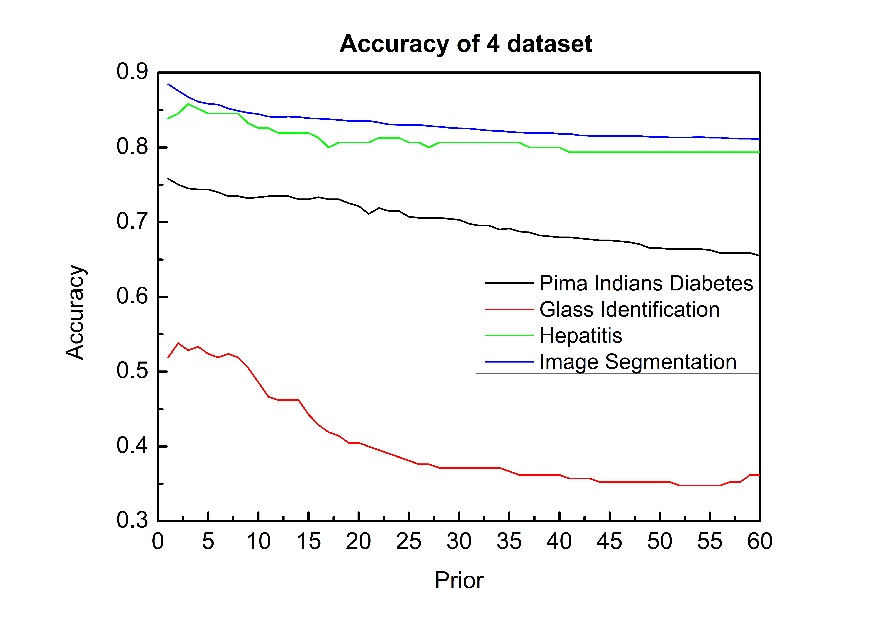 Accuracy of 4 dataset
0.9
0.8
0.7
0.6
0.5
0.4
0.3
Accuracy
Pima Indians Diabetes
Glass Identification
Hepatitis
Image Segmentation
0 5 10 15 20 25 30 35 40 45 50 55 60
Prior